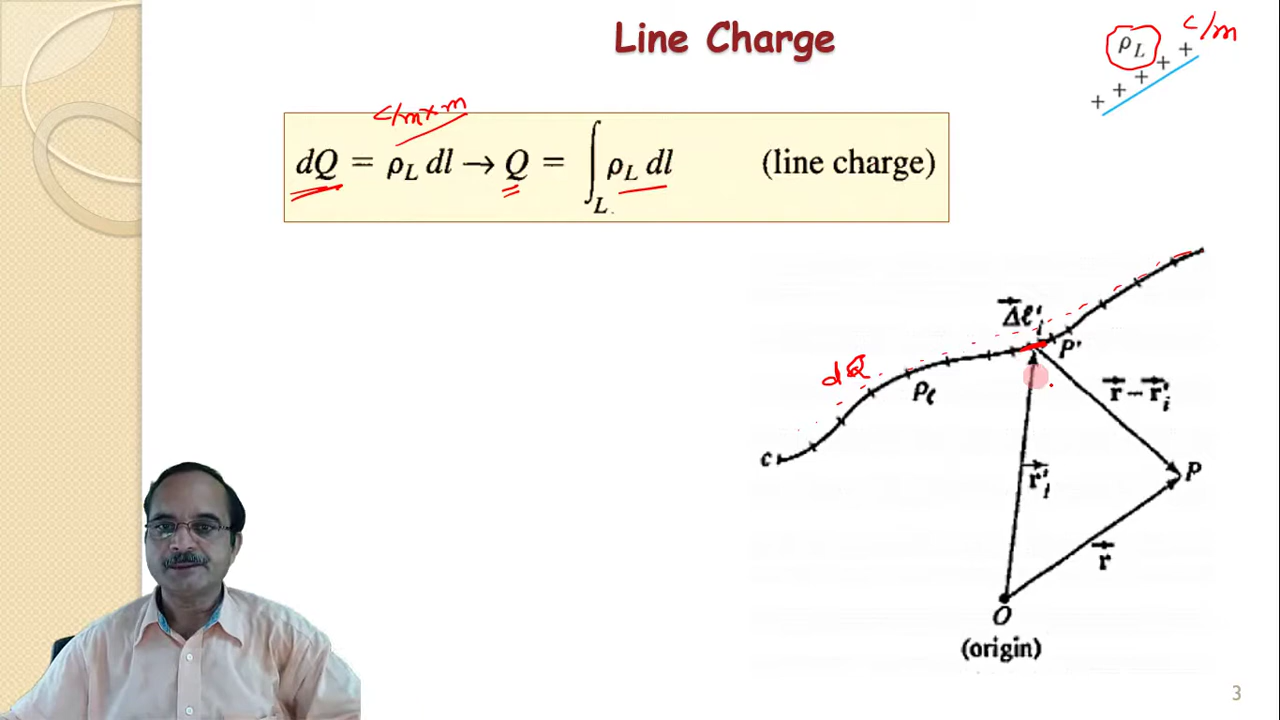 Line Charge
C/m
ρL
+ + + + +
C/m×m
dQ = ρL dl → Q = ∫L ρL dl (line charge)
Δℓ'i
P'
dQ
ρℓ
r – r'i
C
P
r'i
r
O
(origin)
3